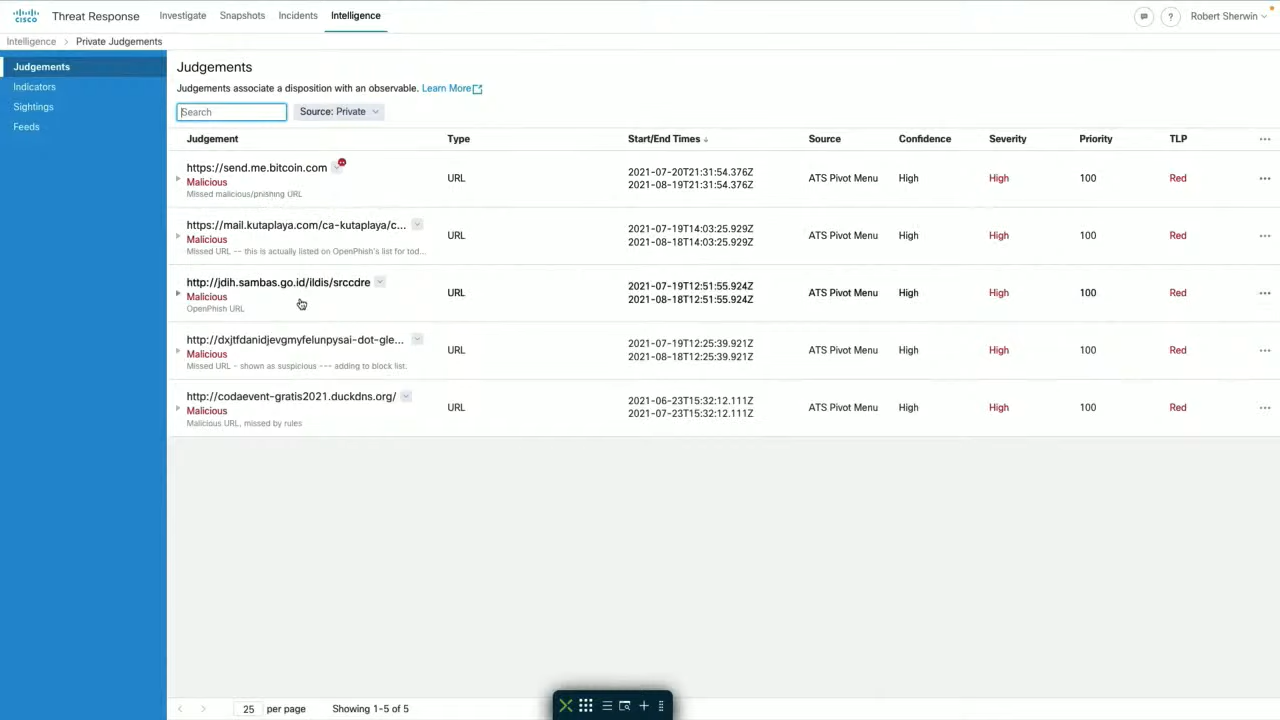 CISCO
Threat Response
Investigate
Snapshots
Incidents
Intelligence
?
Robert Sherwin
Intelligence > Private Judgements
Judgements
Indicators
Sightings
Feeds
Judgements
Judgements associate a disposition with an observable. Learn More
Search
Source: Private
Judgement Type Start/End Times ↓ Source Confidence Severity Priority TLP ...
https://send.me.bitcoin.com
Malicious
Missed malicious/phishing URL
URL
2021-07-20T21:31:54.376Z
2021-08-19T21:31:54.376Z
ATS Pivot Menu High High 100 Red ...
https://mail.kutaplaya.com/ca-kutaplaya/c...
Malicious
Missed URL -- this is actually listed on OpenPhish's list for tod...
URL
2021-07-19T14:03:25.929Z
2021-08-18T14:03:25.929Z
ATS Pivot Menu High High 100 Red ...
http://jdih.sambas.go.id/ildis/srccdre
Malicious
OpenPhish URL
URL
2021-07-19T12:51:55.924Z
2021-08-18T12:51:55.924Z
ATS Pivot Menu High High 100 Red ...
http://dxjtfdanidjevgmyfelunpysai-dot-gle...
Malicious
Missed URL - shown as suspicious --- adding to block list.
URL
2021-07-19T12:25:39.921Z
2021-08-18T12:25:39.921Z
ATS Pivot Menu High High 100 Red ...
http://codaevent-gratis2021.duckdns.org/
Malicious
Malicious URL, missed by rules
URL
2021-06-23T15:32:12.111Z
2021-07-23T15:32:12.111Z
ATS Pivot Menu High High 100 Red ...
25 per page Showing 1-5 of 5